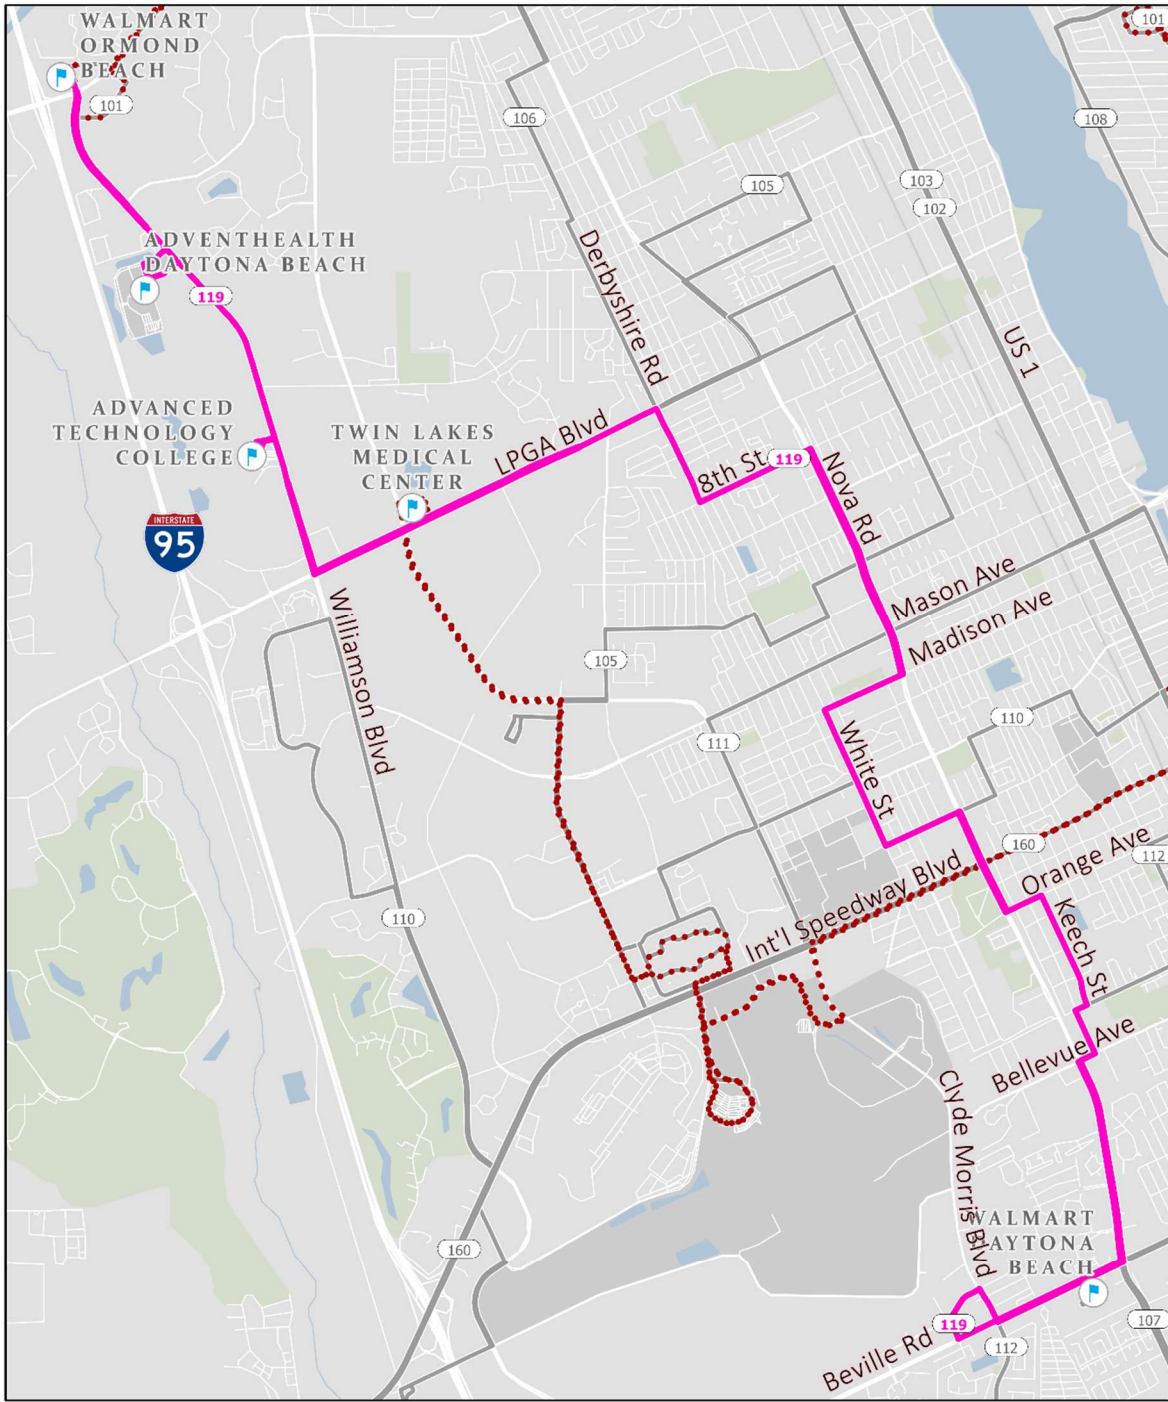 WALMART
ORMOND
BEACH
101
101
106
108
105
103
102
ADVENTHEALTH
DAYTONA BEACH
119
Derbyshire Rd
US 1
ADVANCED
TECHNOLOGY
COLLEGE
TWIN LAKES
MEDICAL
CENTER
LPGA Blvd
8th St
119
Nova Rd
INTERSTATE
95
Mason Ave
Madison Ave
Williamson Blvd
105
110
111
White St
160
Orange Ave
112
110
Int'l Speedway Blvd
Keech St
Bellevue Ave
Clyde Morris Blvd
160
WALMART
DAYTONA
BEACH
119
107
112
Beville Rd